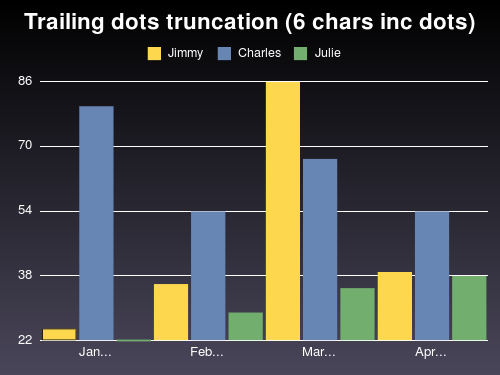 Trailing dots truncation (6 chars inc dots)
Jimmy Charles Julie
86
70
54
38
22
Jan... Feb... Mar... Apr...